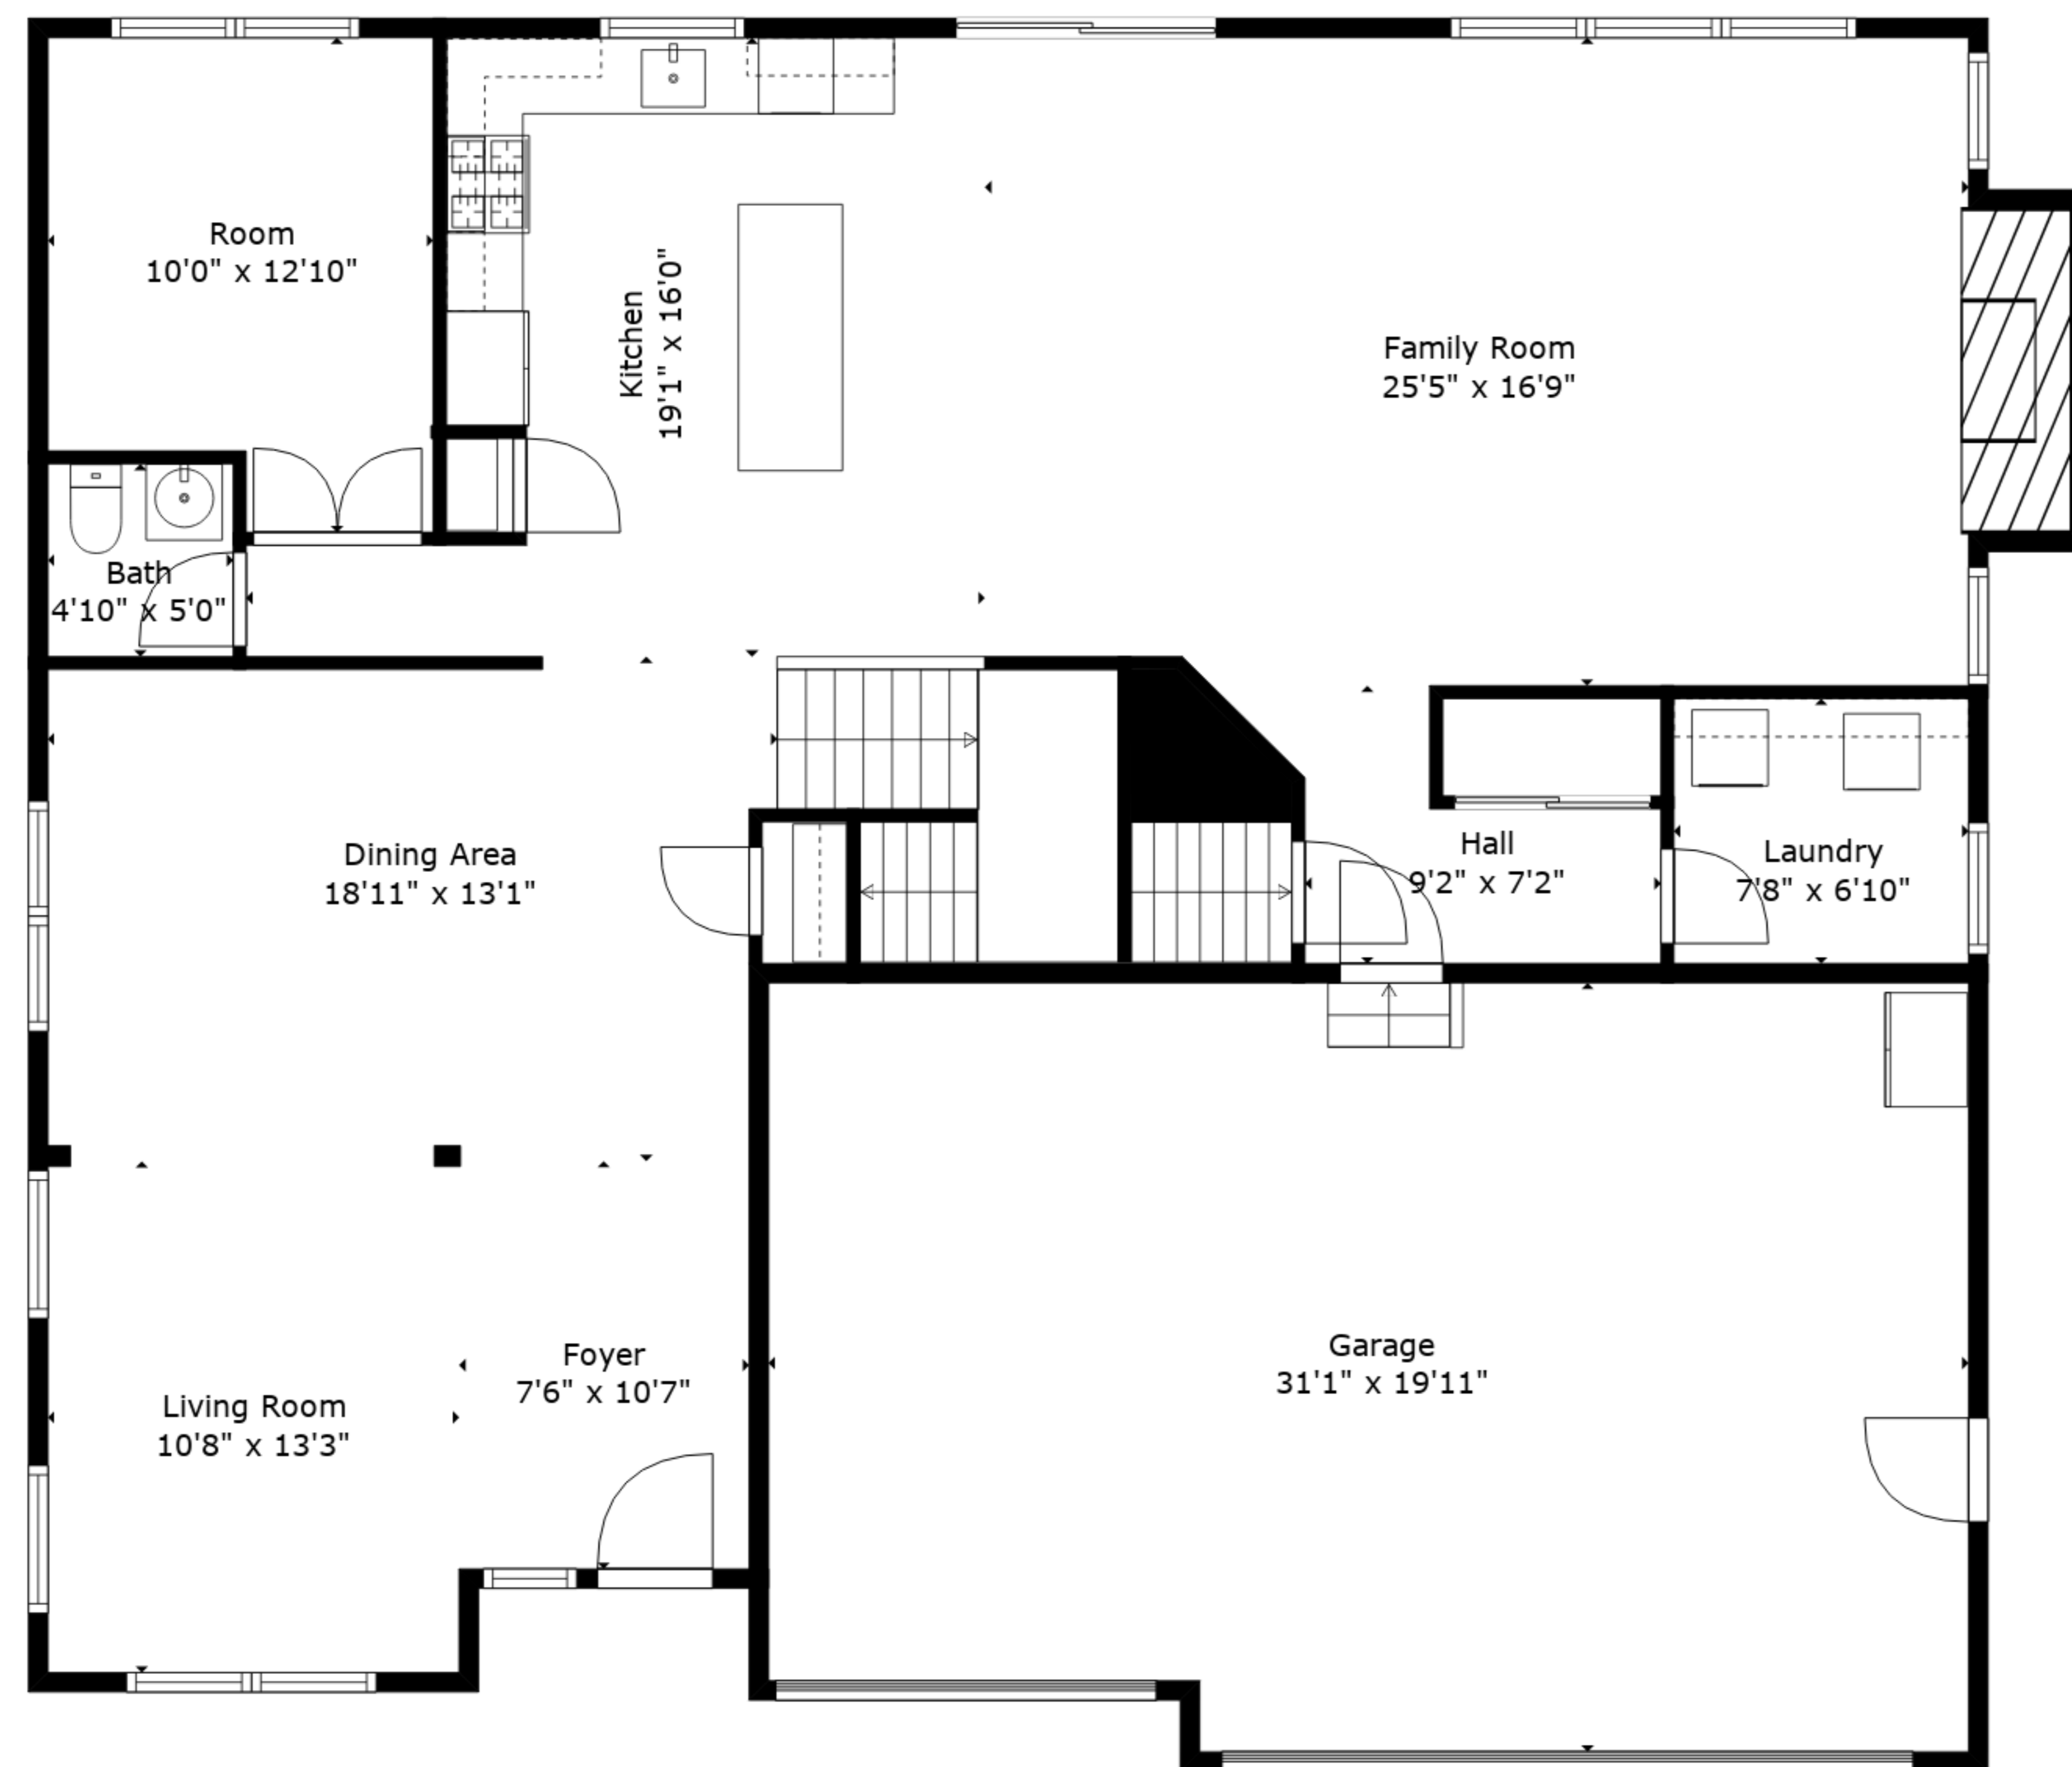 Room
10'0" x 12'10"
Kitchen
19'1" x 16'0"
Family Room
25'5" x 16'9"
Bath
4'10" x 5'0"
Dining Area
18'11" x 13'1"
Hall
9'2" x 7'2"
Laundry
7'8" x 6'10"
Foyer
7'6" x 10'7"
Garage
31'1" x 19'11"
Living Room
10'8" x 13'3"